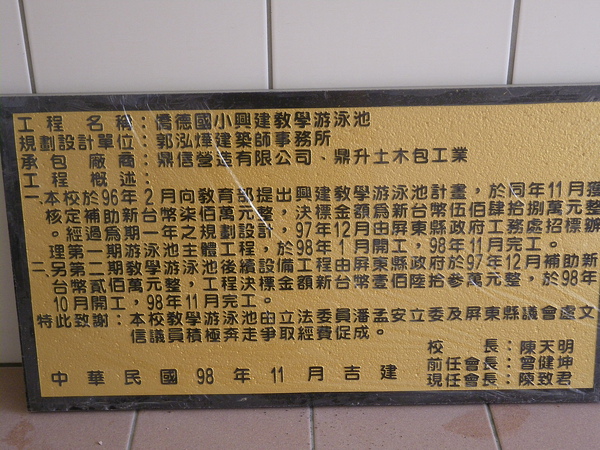 工程名稱：僑德國小興建教學游泳池
規劃設計單位：郭泓燁建築師事務所
承包廠商：鼎信營造有限公司、鼎升土木包工業
工程概述：
一.本校於96年2月向教育部提出興建教學游泳池計畫，於同年11月獲
核定補助台幣柒佰萬元整，決標金額為新台幣伍佰肆拾捌萬元整
。經過為期一年之規劃設計，97年12月由屏東縣政府工務處招標辦
理第一期游泳池主體工程，於98年1月開工，98年11月完工。
二.另第二期教學游泳池後續設備工程由屏東縣政府於97年12月補助新
台幣貳佰萬元整，工程決標金額新台幣壹佰陸拾參萬元整，於98年
10月開工，98年11月完工。
特此致謝：本校教學游泳池由立法委員潘孟安立委及屏東縣議會盧文
信議員積極奔走爭取經費促成。
校長：陳天明
前任會長：曾健坤
現任會長：陳致君
中華民國98年11月吉建